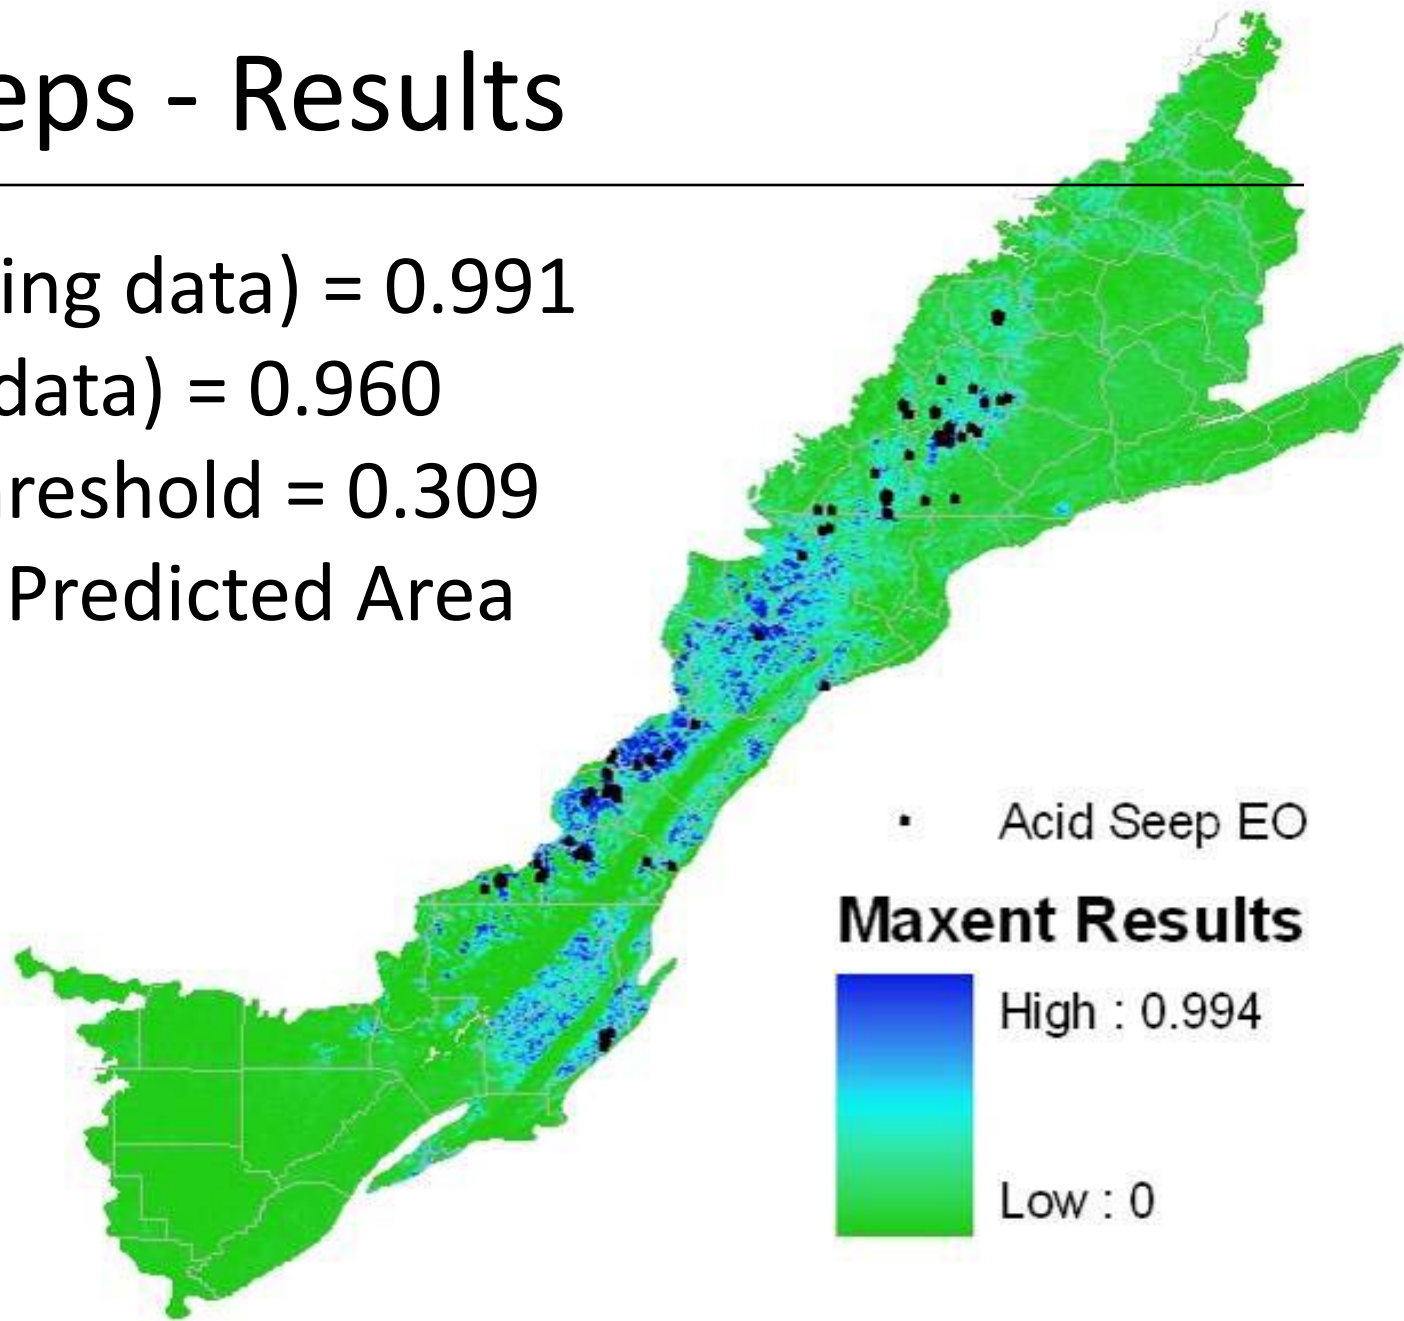 eeps - Results
ing data) = 0.991
data) = 0.960
reshold = 0.309
Predicted Area
Acid Seep EO
Maxent Results
High : 0.994
Low : 0